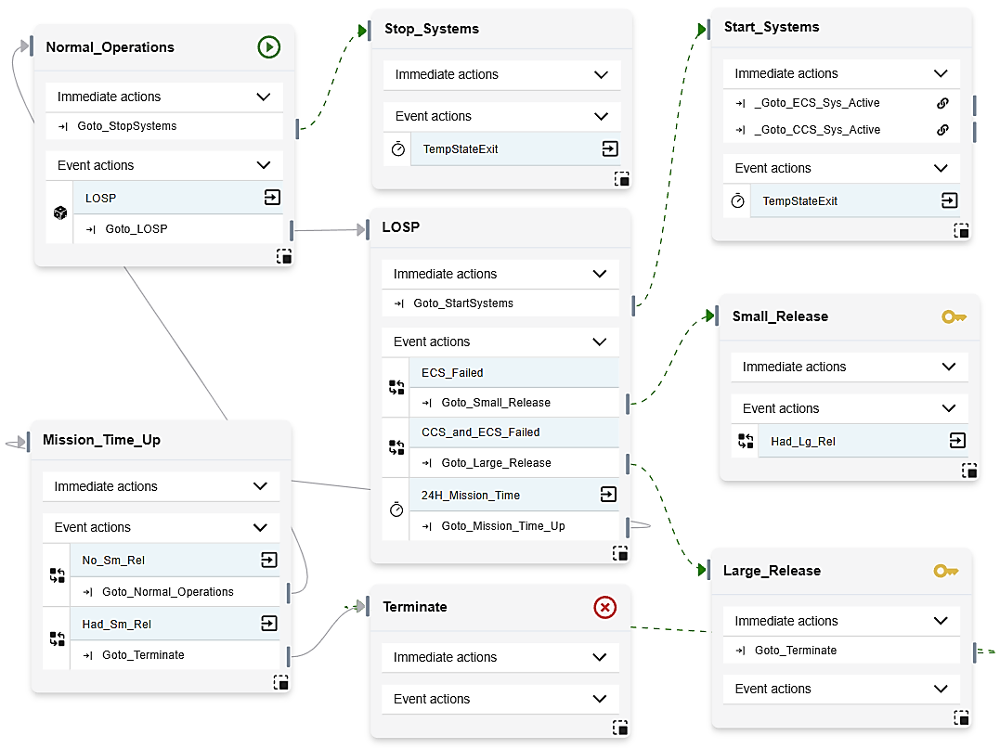 Normal_Operations
Immediate actions
Goto_StopSystems
Event actions
LOSP
Goto_LOSP
Stop_Systems
Immediate actions
Event actions
TempStateExit
Start_Systems
Immediate actions
_Goto_ECS_Sys_Active
_Goto_CCS_Sys_Active
Event actions
TempStateExit
LOSP
Immediate actions
Goto_StartSystems
Event actions
ECS_Failed
Goto_Small_Release
CCS_and_ECS_Failed
Goto_Large_Release
24H_Mission_Time
Goto_Mission_Time_Up
Small_Release
Immediate actions
Event actions
Had_Lg_Rel
Mission_Time_Up
Immediate actions
Event actions
No_Sm_Rel
Goto_Normal_Operations
Had_Sm_Rel
Goto_Terminate
Terminate
Immediate actions
Event actions
Large_Release
Immediate actions
Goto_Terminate
Event actions